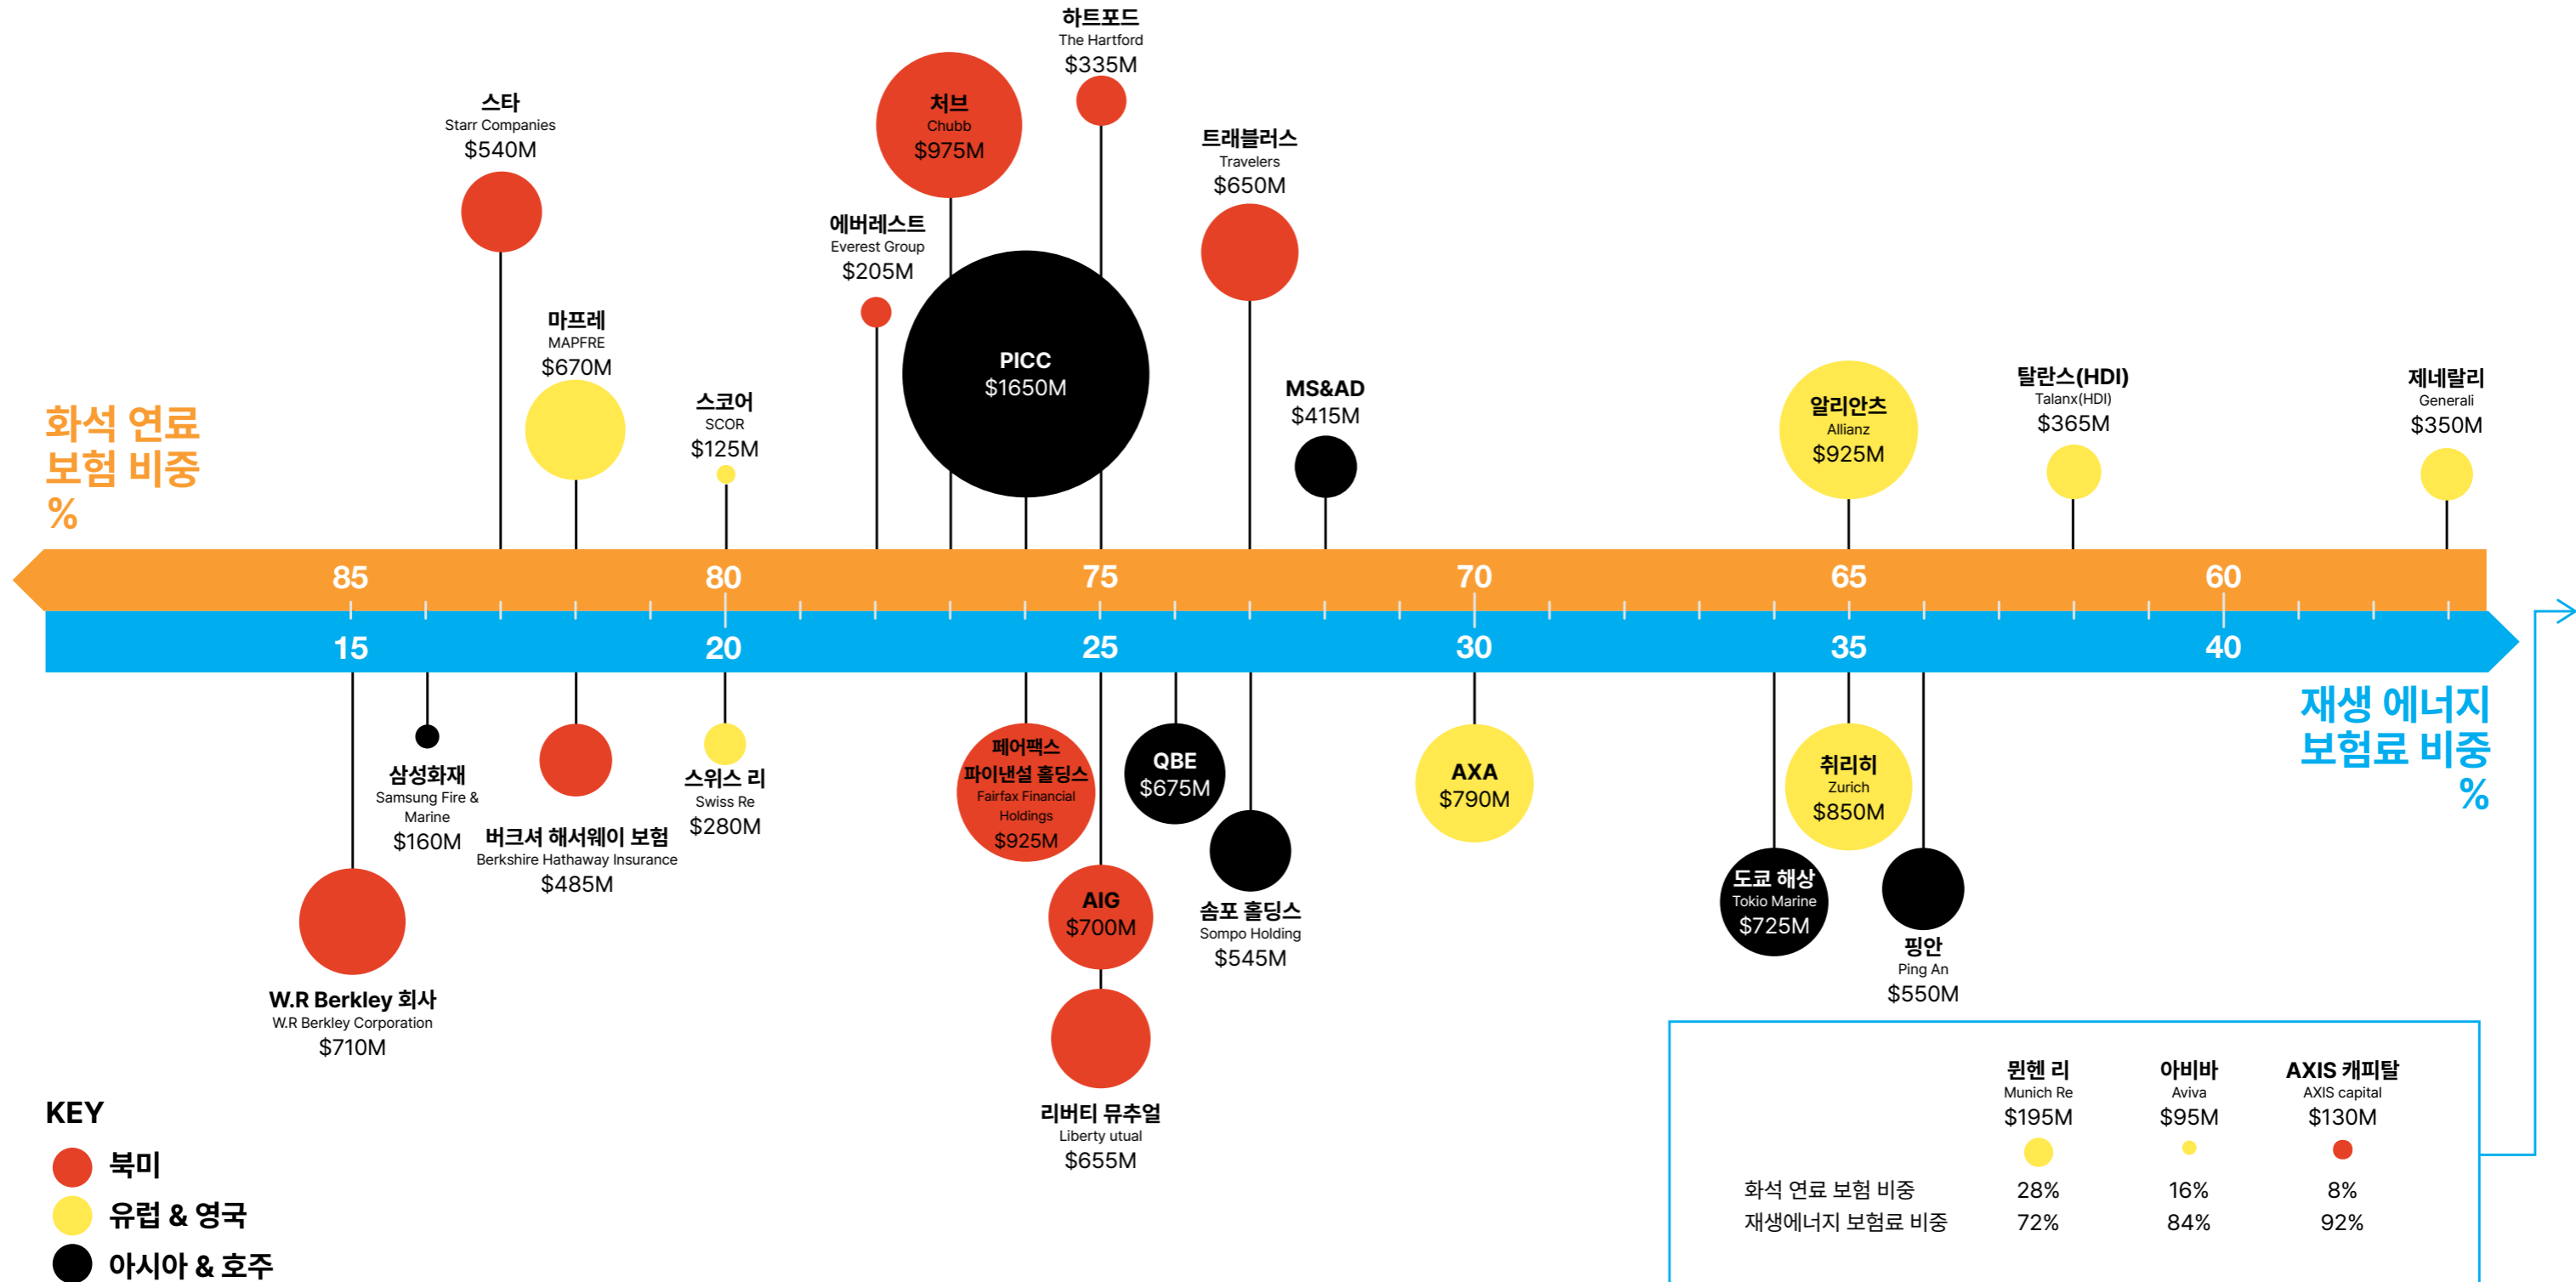 하트포드
The Hartford
$335M
스타
Starr Companies
$540M
처브
Chubb
$975M
트래블러스
Travelers
$650M
에버레스트
Everest Group
$205M
마프레
MAPFRE
$670M
스코어
SCOR
$125M
PICC
$1650M
MS&AD
$415M
알리안츠
Allianz
$925M
탈란스(HDI)
Talanx(HDI)
$365M
제네랄리
Generali
$350M
화석 연료
보험 비중
%
85 80 75 70 65 60
15 20 25 30 35 40
재생 에너지
보험료 비중
%
삼성화재
Samsung Fire &
Marine
$160M
버크셔 해서웨이 보험
Berkshire Hathaway Insurance
$485M
스위스 리
Swiss Re
$280M
페어팩스
파이낸설 홀딩스
Fairfax Financial
Holdings
$925M
QBE
$675M
AXA
$790M
취리히
Zurich
$850M
AIG
$700M
솜포 홀딩스
Sompo Holding
$545M
도쿄 해상
Tokio Marine
$725M
핑안
Ping An
$550M
W.R Berkley 회사
W.R Berkley Corporation
$710M
리버티 뮤추얼
Liberty utual
$655M
KEY
북미
유럽 & 영국
아시아 & 호주
뮌헨 리 아비바 AXIS 캐피탈
Munich Re Aviva AXIS capital
$195M $95M $130M
화석 연료 보험 비중 28% 16% 8%
재생에너지 보험료 비중 72% 84% 92%